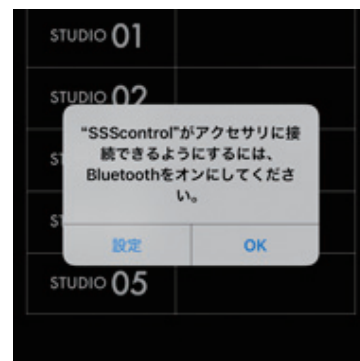 STUDIO 01
STUDIO 02
"SSScontrol"がアクセサリに接
続できるようにするには、
Bluetoothをオンにしてくださ
い。
設定 OK
STUDIO 05